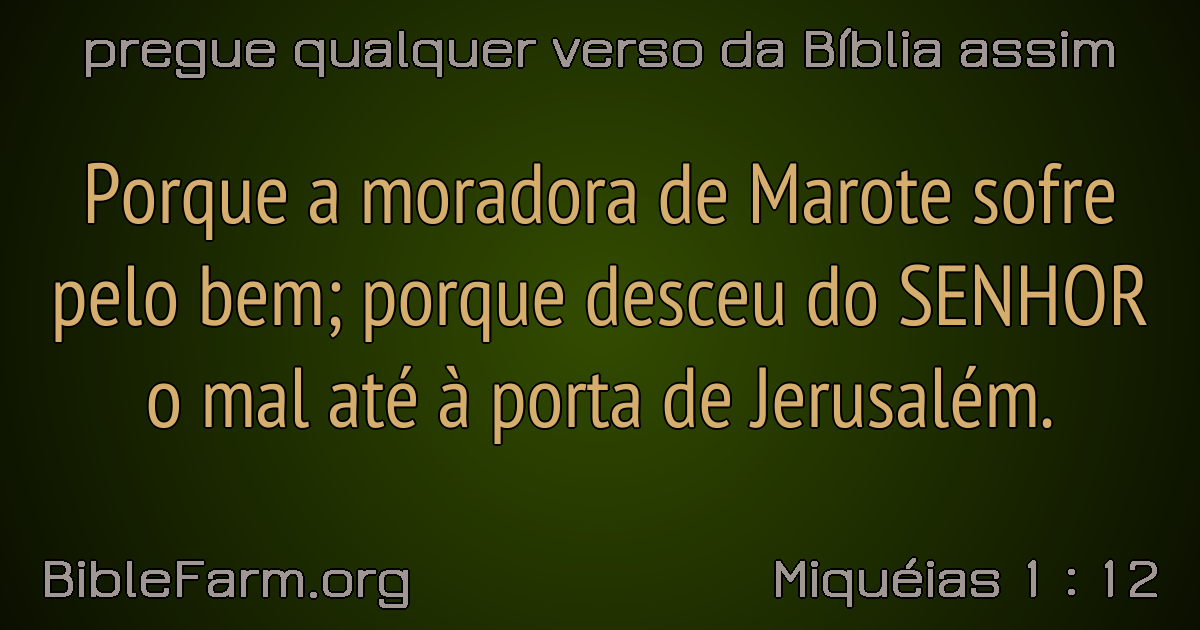 pregue qualquer verso da Bíblia assim
Porque a moradora de Marote sofre
pelo bem; porque desceu do SENHOR
o mal até à porta de Jerusalém.
BibleFarm.org
Miquéias 1 : 12